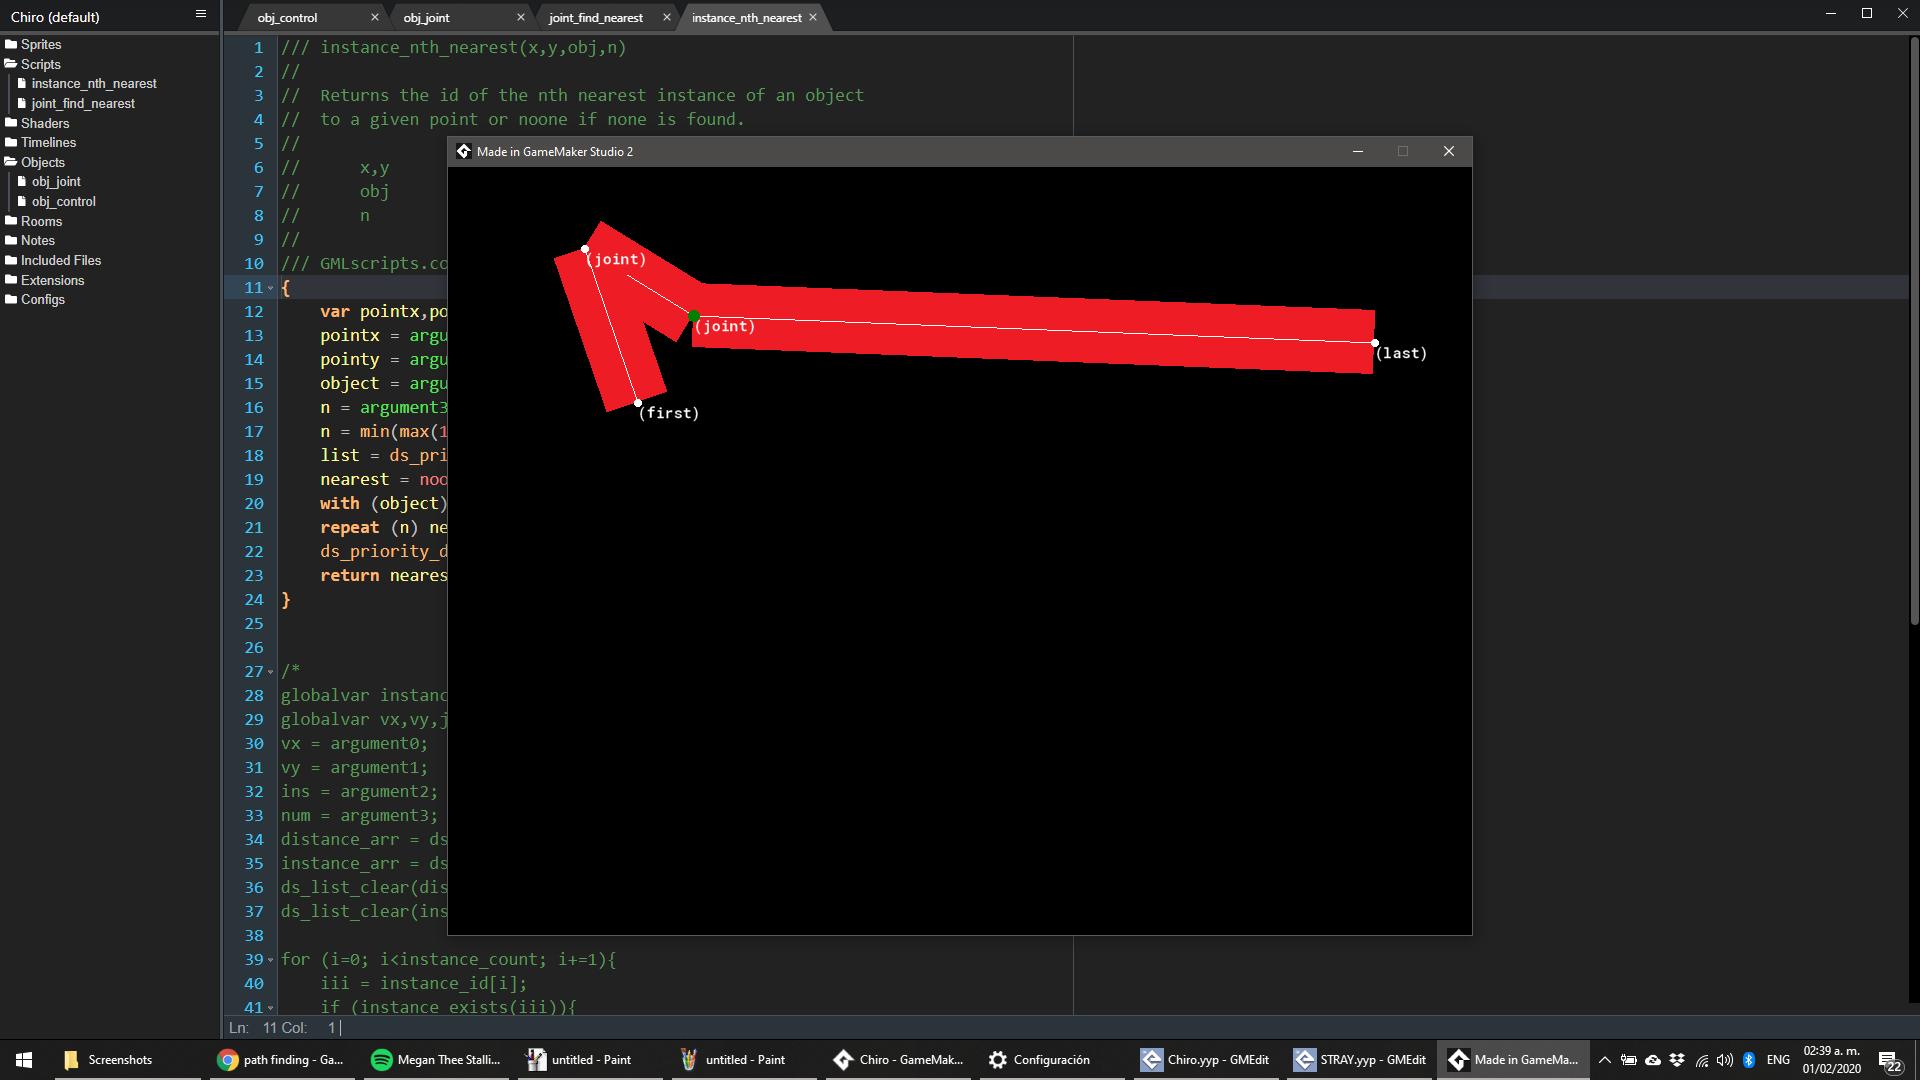 Chiro (default)
obj_control
obj_joint
joint_find_nearest
instance_nth_nearest
Sprites
Scripts
instance_nth_nearest
joint_find_nearest
Shaders
Timelines
Objects
obj_joint
obj_control
Rooms
Notes
Included Files
Extensions
Configs
1 /// instance_nth_nearest(x,y,obj,n)
2 //
3 // Returns the id of the nth nearest instance of an object
4 // to a given point or noone if none is found.
5 //
6 // x,y
7 // obj
8 // n
9 //
10 /// GMLscripts.co
11 {
12 var pointx,po
13 pointx = argu
14 pointy = argu
15 object = argu
16 n = argument3
17 n = min(max(1
18 list = ds_pri
19 nearest = noo
20 with (object)
21 repeat (n) ne
22 ds_priority_d
23 return neares
24 }
25
26
27 /*
28 globalvar instanc
29 globalvar vx,vy,j
30 vx = argument0;
31 vy = argument1;
32 ins = argument2;
33 num = argument3;
34 distance_arr = ds
35 instance_arr = ds
36 ds_list_clear(dis
37 ds_list_clear(ins
38
39 for (i=0; i<instance_count; i+=1){
40 iii = instance_id[i];
41 if (instance_exists(iii)){
Ln: 11 Col: 1
Made in GameMaker Studio 2
(joint)
(joint)
(last)
(first)
Screenshots
path finding - Ga...
Megan Thee Stalli...
untitled - Paint
untitled - Paint
Chiro - GameMak...
Configuración
Chiro.yyp - GMEdit
STRAY.yyp - GMEdit
Made in GameMa...
ENG
02:39 a. m.
01/02/2020
22